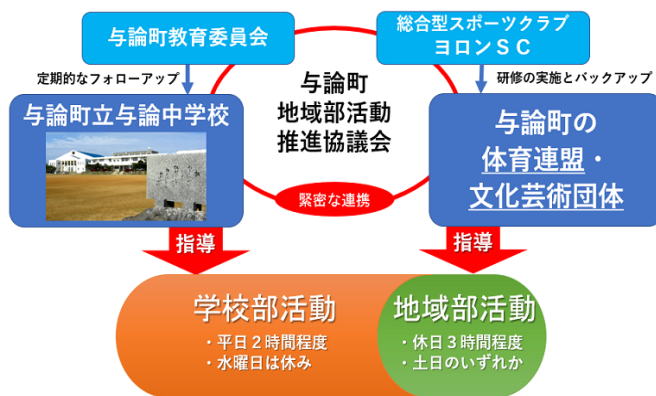 与論町教育委員会
総合型スポーツクラブ
ヨロンSC
定期的なフォローアップ
研修の実施とバックアップ
与論町
地域部活動
推進協議会
与論町立与論中学校
与論町の
体育連盟・
文化芸術団体
緊密な連携
指導
指導
学校部活動
・平日２時間程度
・水曜日は休み
地域部活動
・休日３時間程度
・土日のいずれか